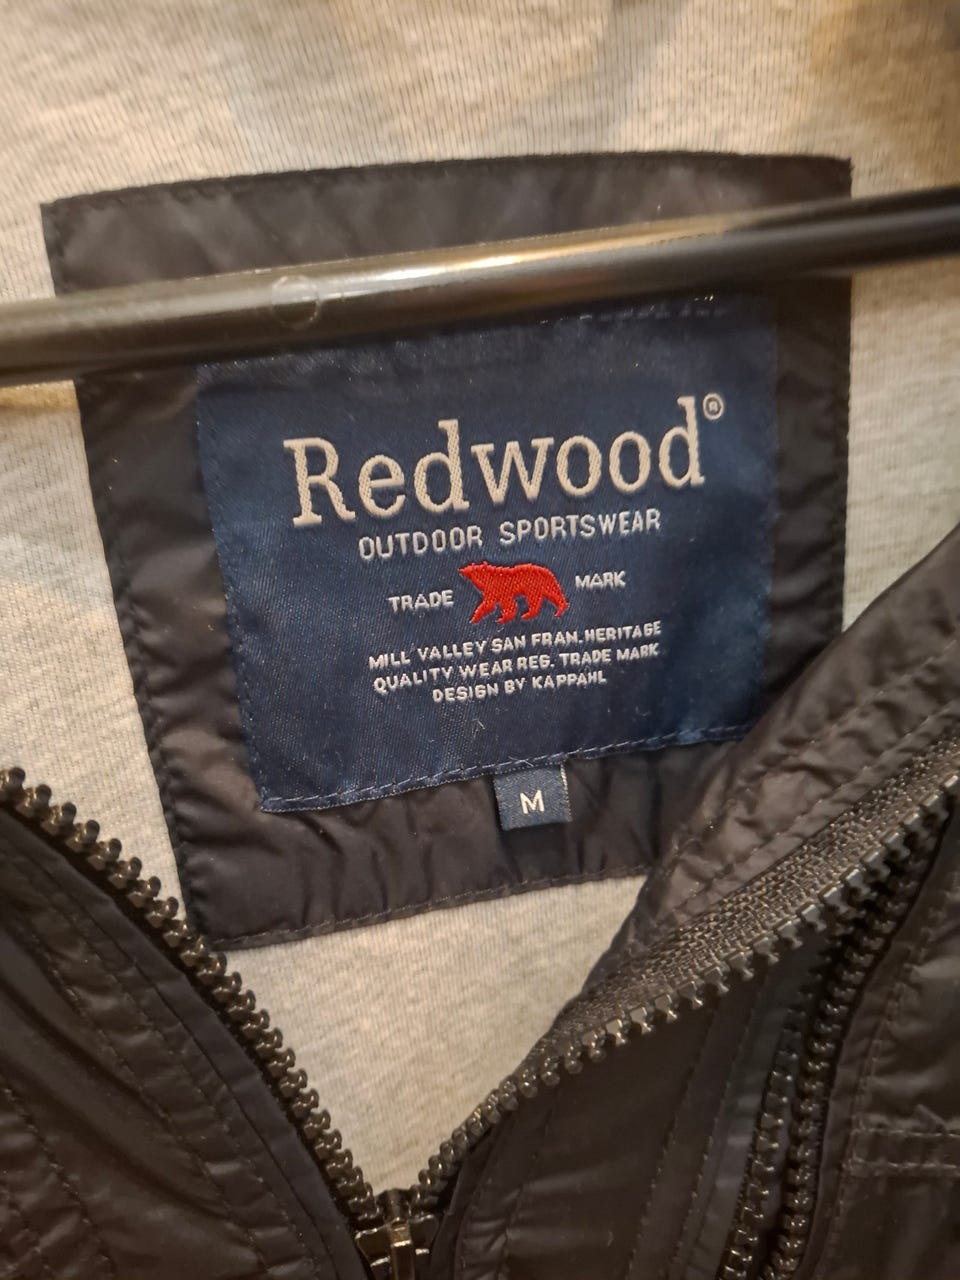 Redwood®
OUTDOOR SPORTSWEAR
TRADE MARK
MILL VALLEY SAN FRAN. HERITAGE
QUALITY WEAR REG. TRADE MARK
DESIGN BY KAPPAHL
M